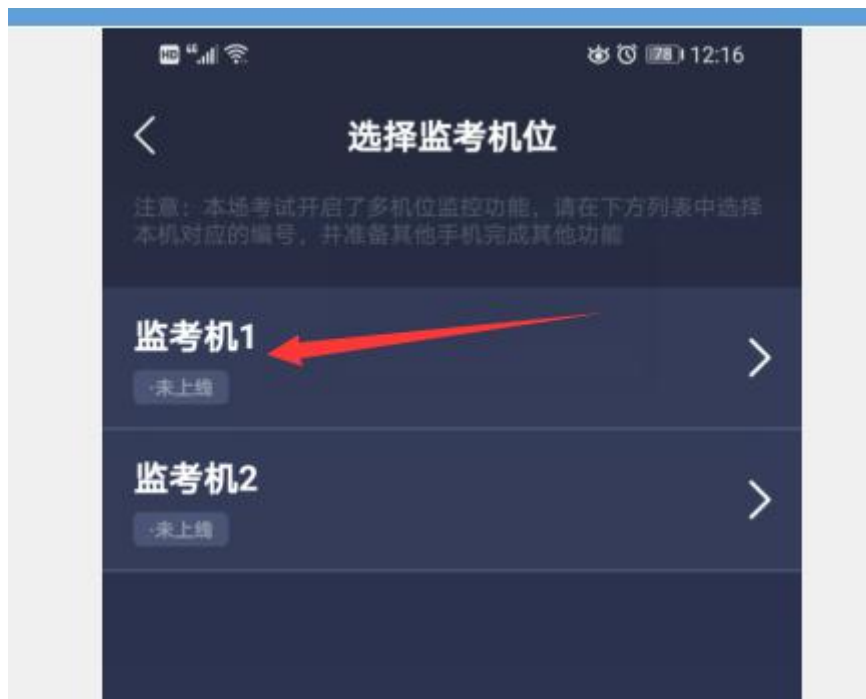 HD 4G 78 12:16
选择监考机位
注意：本场考试开启了多机位监控功能，请在下方列表中选择
本机对应的编号，并准备其他手机完成其他功能
监考机1
·未上线
监考机2
·未上线